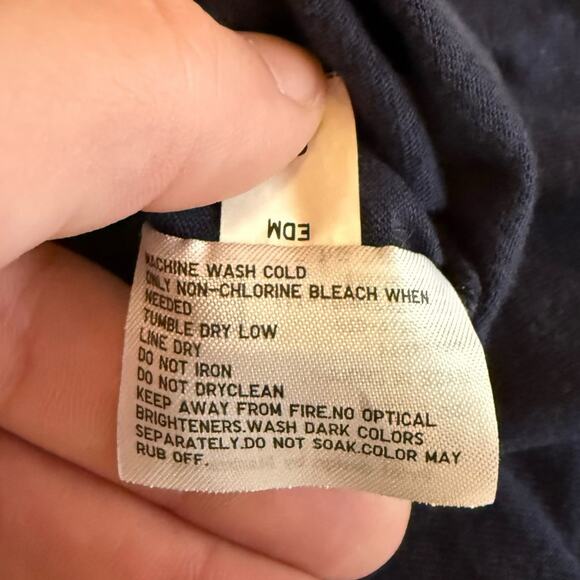 EDM
MACHINE WASH COLD
ONLY NON-CHLORINE BLEACH WHEN
NEEDED
TUMBLE DRY LOW
LINE DRY
DO NOT IRON
DO NOT DRYCLEAN
KEEP AWAY FROM FIRE.NO OPTICAL
BRIGHTENERS.WASH DARK COLORS
SEPARATELY.DO NOT SOAK.COLOR MAY
RUB OFF.